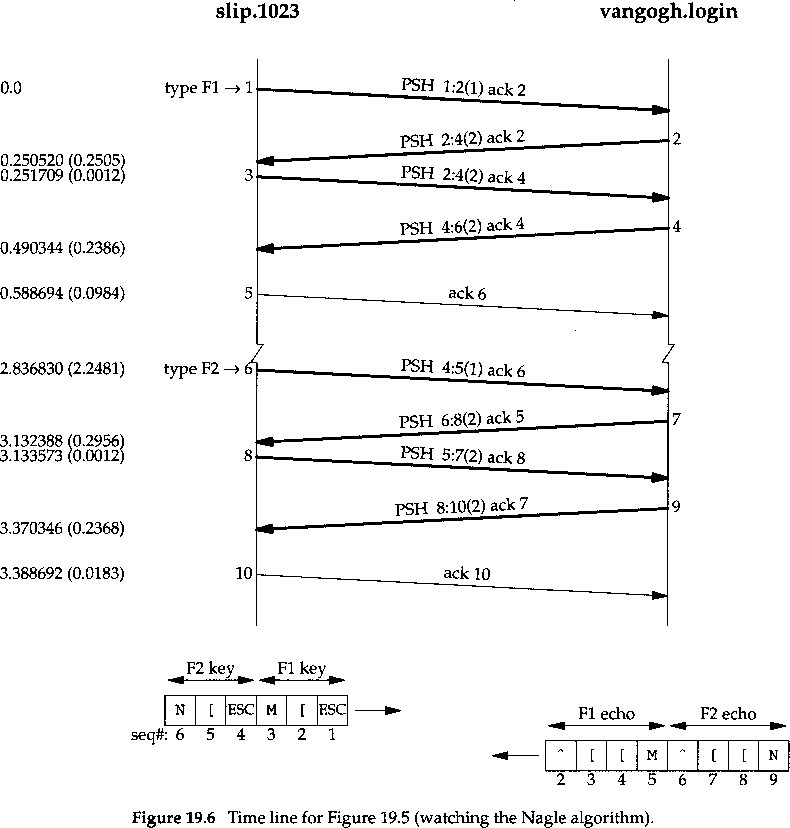 slip.1023 vangogh.login
0.0 type F1 → 1 PSH 1:2(1) ack 2
PSH 2:4(2) ack 2 2
0.250520 (0.2505)
0.251709 (0.0012) 3 PSH 2:4(2) ack 4
PSH 4:6(2) ack 4 4
0.490344 (0.2386)
0.588694 (0.0984) 5 ack 6
2.836830 (2.2481) type F2 → 6 PSH 4:5(1) ack 6
PSH 6:8(2) ack 5 7
3.132388 (0.2956)
3.133573 (0.0012) 8 PSH 5:7(2) ack 8
PSH 8:10(2) ack 7 9
3.370346 (0.2368)
3.388692 (0.0183) 10 ack 10
F2 key F1 key
N [ ESC M [ ESC
seq#: 6 5 4 3 2 1
F1 echo F2 echo
^ [ [ M ^ [ [ N
2 3 4 5 6 7 8 9
Figure 19.6 Time line for Figure 19.5 (watching the Nagle algorithm).